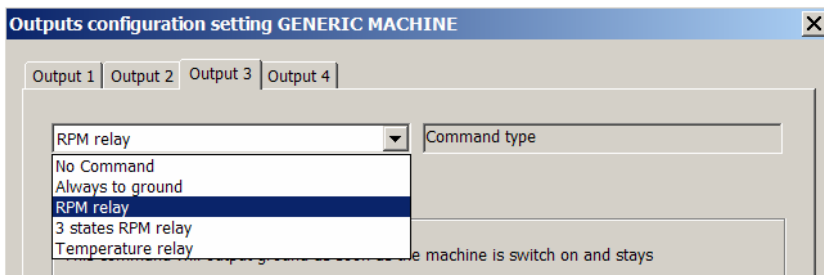 Outputs configuration setting GENERIC MACHINE
Output 1 Output 2 Output 3 Output 4
RPM relay Command type
No Command
Always to ground
RPM relay
3 states RPM relay
Temperature relay
the machine is switch on and stays